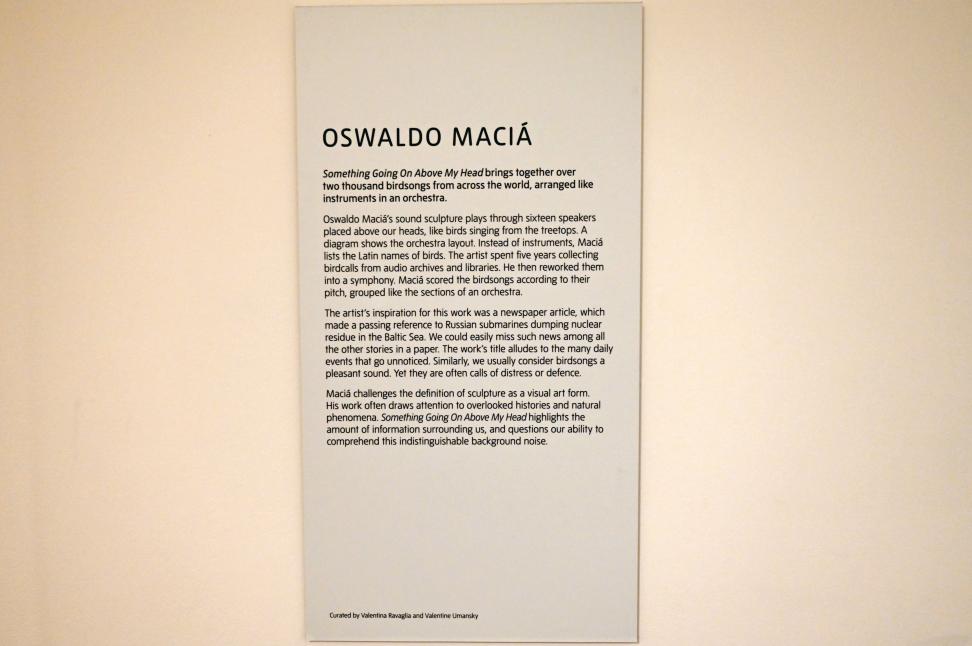 OSWALDO MACIÁ
Something Going On Above My Head brings together over
two thousand birdsongs from across the world, arranged like
instruments in an orchestra.
Oswaldo Maciá's sound sculpture plays through sixteen speakers
placed above our heads, like birds singing from the treetops. A
diagram shows the orchestra layout. Instead of instruments, Maciá
lists the Latin names of birds. The artist spent five years collecting
birdcalls from audio archives and libraries. He then reworked them
into a symphony. Maciá scored the birdsongs according to their
pitch, grouped like the sections of an orchestra.
The artist's inspiration for this work was a newspaper article, which
made a passing reference to Russian submarines dumping nuclear
residue in the Baltic Sea. We could easily miss such news among all
the other stories in a paper. The work's title alludes to the many daily
events that go unnoticed. Similarly, we usually consider birdsongs a
pleasant sound. Yet they are often calls of distress or defence.
Maciá challenges the definition of sculpture as a visual art form.
His work often draws attention to overlooked histories and natural
phenomena. Something Going On Above My Head highlights the
amount of information surrounding us, and questions our ability to
comprehend this indistinguishable background noise.
Curated by Valentina Ravaglia and Valentine Umansky